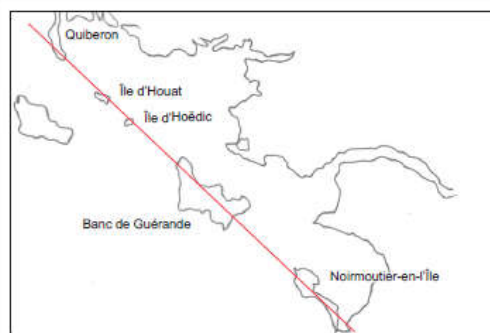 Quiberon
Île d'Houat
Île d'Hoëdic
Banc de Guérande
Noirmoutier-en-l'Île